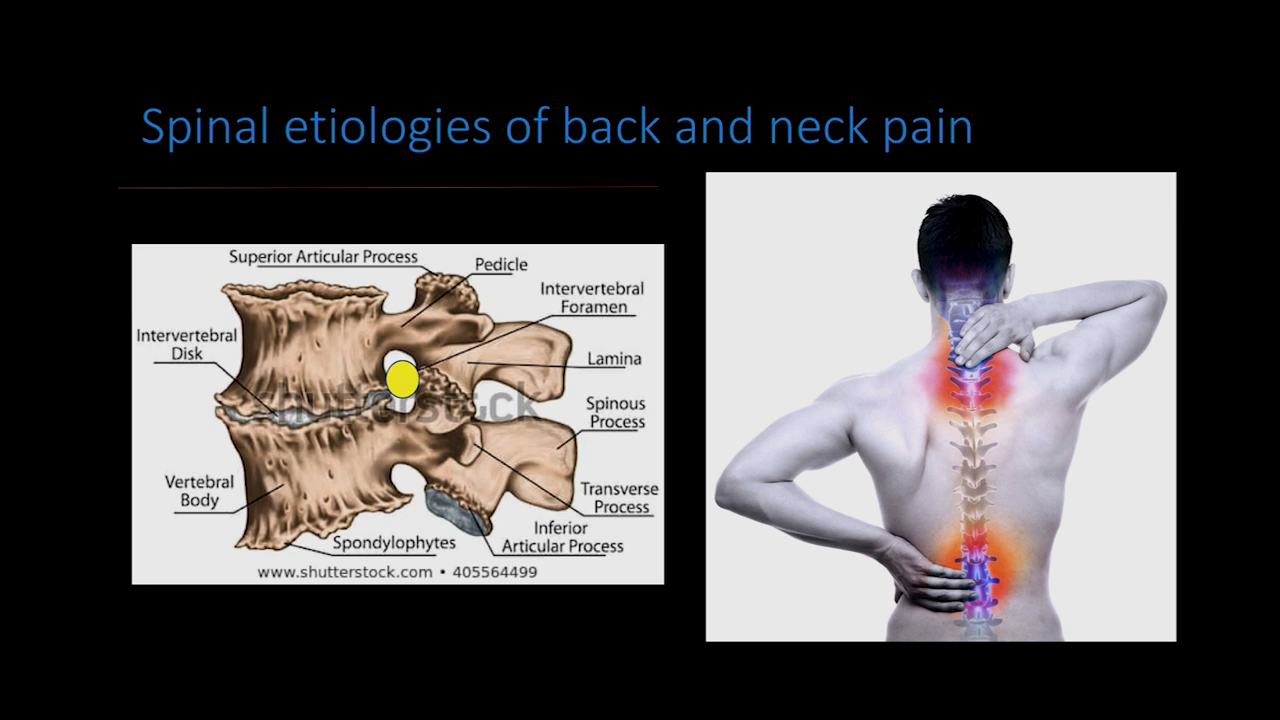 Spinal etiologies of back and neck pain
Superior Articular Process
Pedicle
Intervertebral
Foramen
Intervertebral
Disk
Lamina
shutterstock
Spinous
Process
Vertebral
Body
Transverse
Process
Inferior
Articular Process
Spondylophytes
www.shutterstock.com • 405564499